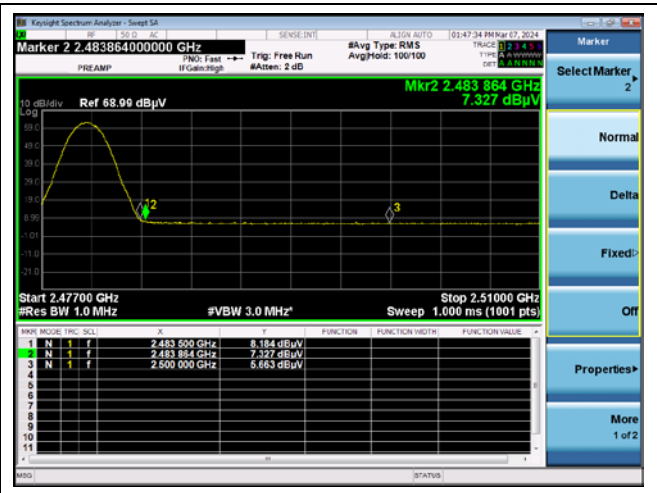 Keysight Spectrum Analyzer - Swept SA
RF 50 Ω AC SENSE:INT ALIGN AUTO 01:47:34 PM Mar 07, 2024
Marker 2 2.483864000000 GHz
PREAMP
PNO: Fast
IFGain:High
Trig: Free Run
#Atten: 2 dB
#Avg Type: RMS
Avg|Hold: 100/100
TRACE 1 2 3 4 5
TYPE A WWWWW
DET A A N N N N
Mkr2 2.483 864 GHz
7.327 dBµV
10 dB/div Ref 68.99 dBµV
Log
59.0
49.0
39.0
29.0
19.0
8.99
-1.01
-11.0
-21.0
1 2
3
Start 2.47700 GHz Stop 2.51000 GHz
#Res BW 1.0 MHz #VBW 3.0 MHz* Sweep 1.000 ms (1001 pts)
MKR MODE TRC SCL X Y FUNCTION FUNCTION WIDTH FUNCTION VALUE
1 N 1 f 2.483 500 GHz 8.184 dBµV
2 N 1 f 2.483 864 GHz 7.327 dBµV
3 N 1 f 2.500 000 GHz 5.663 dBµV
4
5
6
7
8
9
10
11
MSG STATUS
Marker
Select Marker
2
Normal
Delta
Fixed
Off
Properties
More
1 of 2